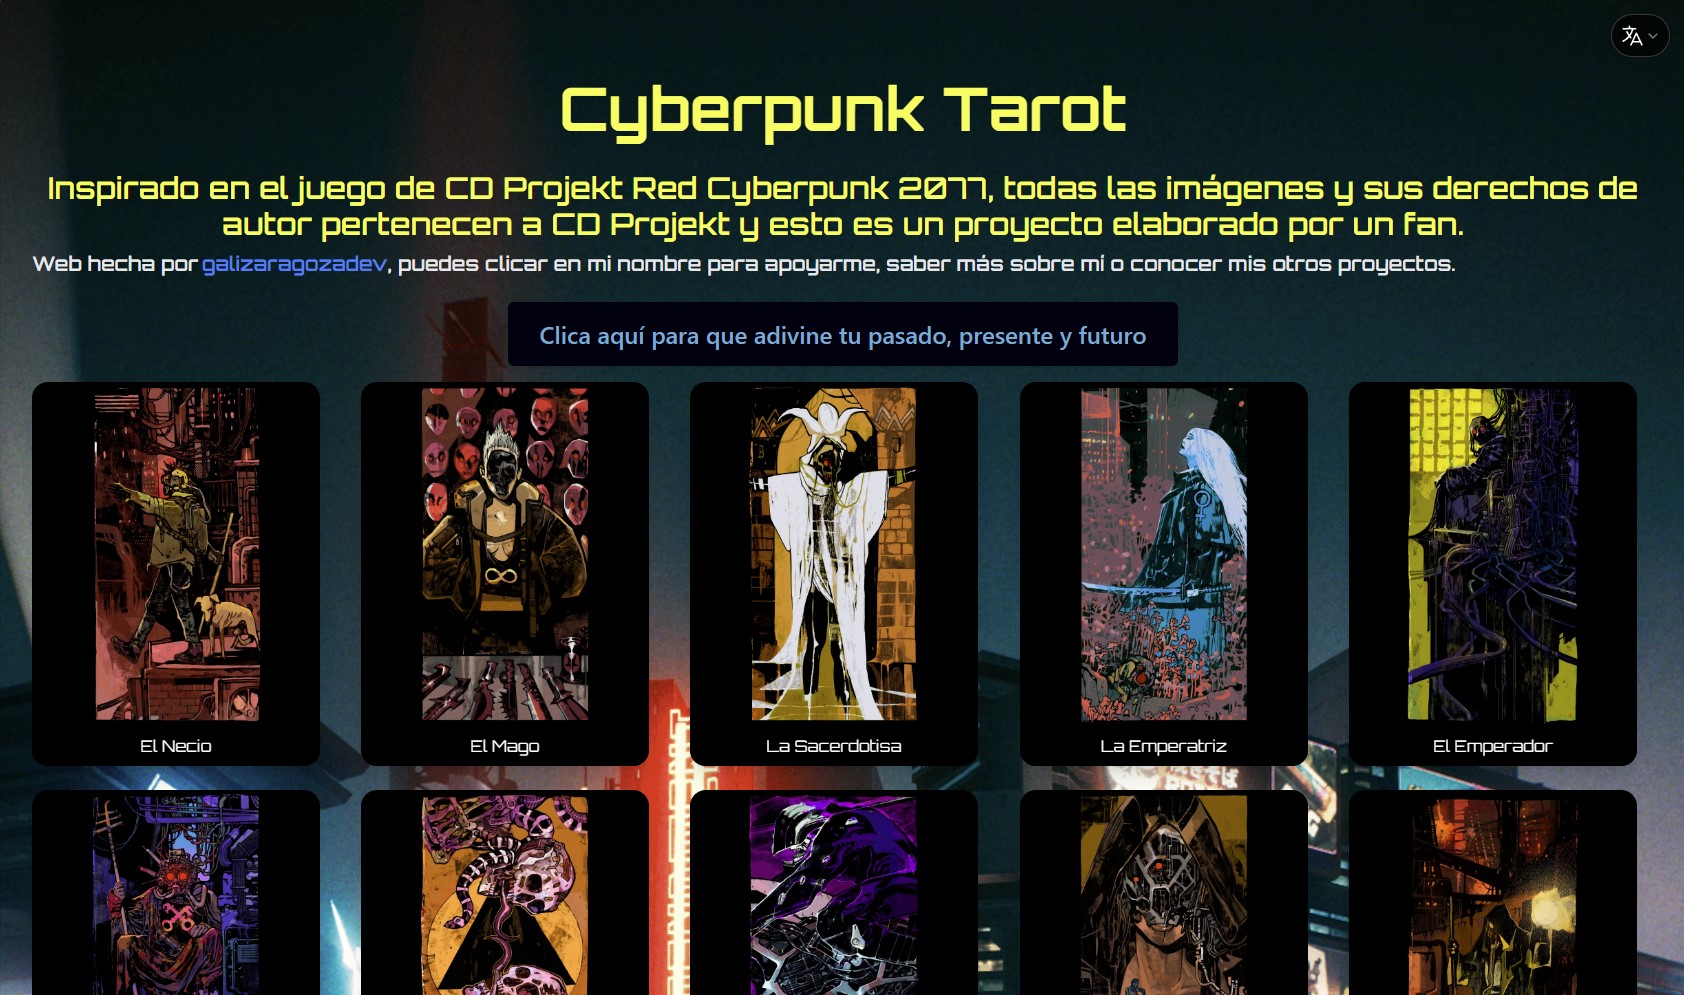 Cyberpunk Tarot
Inspirado en el juego de CD Projekt Red Cyberpunk 2077, todas las imágenes y sus derechos de
autor pertenecen a CD Projekt y esto es un proyecto elaborado por un fan.
Web hecha por galizaragozadev, puedes clicar en mi nombre para apoyarme, saber más sobre mí o conocer mis otros proyectos.
Clica aquí para que adivine tu pasado, presente y futuro
El Necio
El Mago
La Sacerdotisa
La Emperatriz
El Emperador